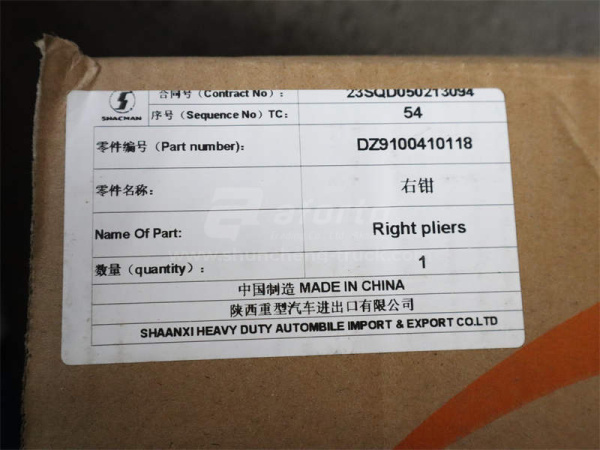 合同号（Contract No）： 23SQD050213094
SHACMAN
序号（Sequence No）TC： 54
零件编号（Part number): DZ9100410118
零件名称： 右钳
Name Of Part: Right pliers
数量（quantity）： 1
中国制造 MADE IN CHINA
陕西重型汽车进出口有限公司
SHAANXI HEAVY DUTY AUTOMBILE IMPORT & EXPORT CO.LTD